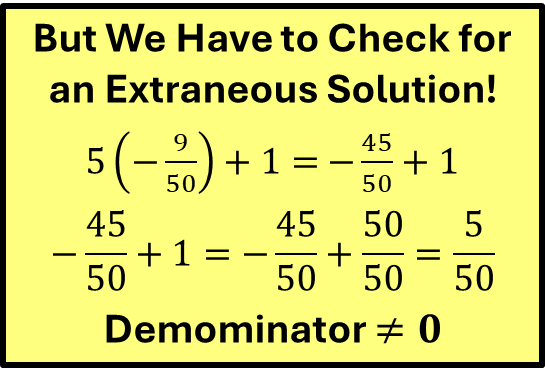 But We Have to Check for
an Extraneous Solution!
5(−9/50) + 1 = −45/50 + 1
−45/50 + 1 = −45/50 + 50/50 = 5/50
Demominator ≠ 0